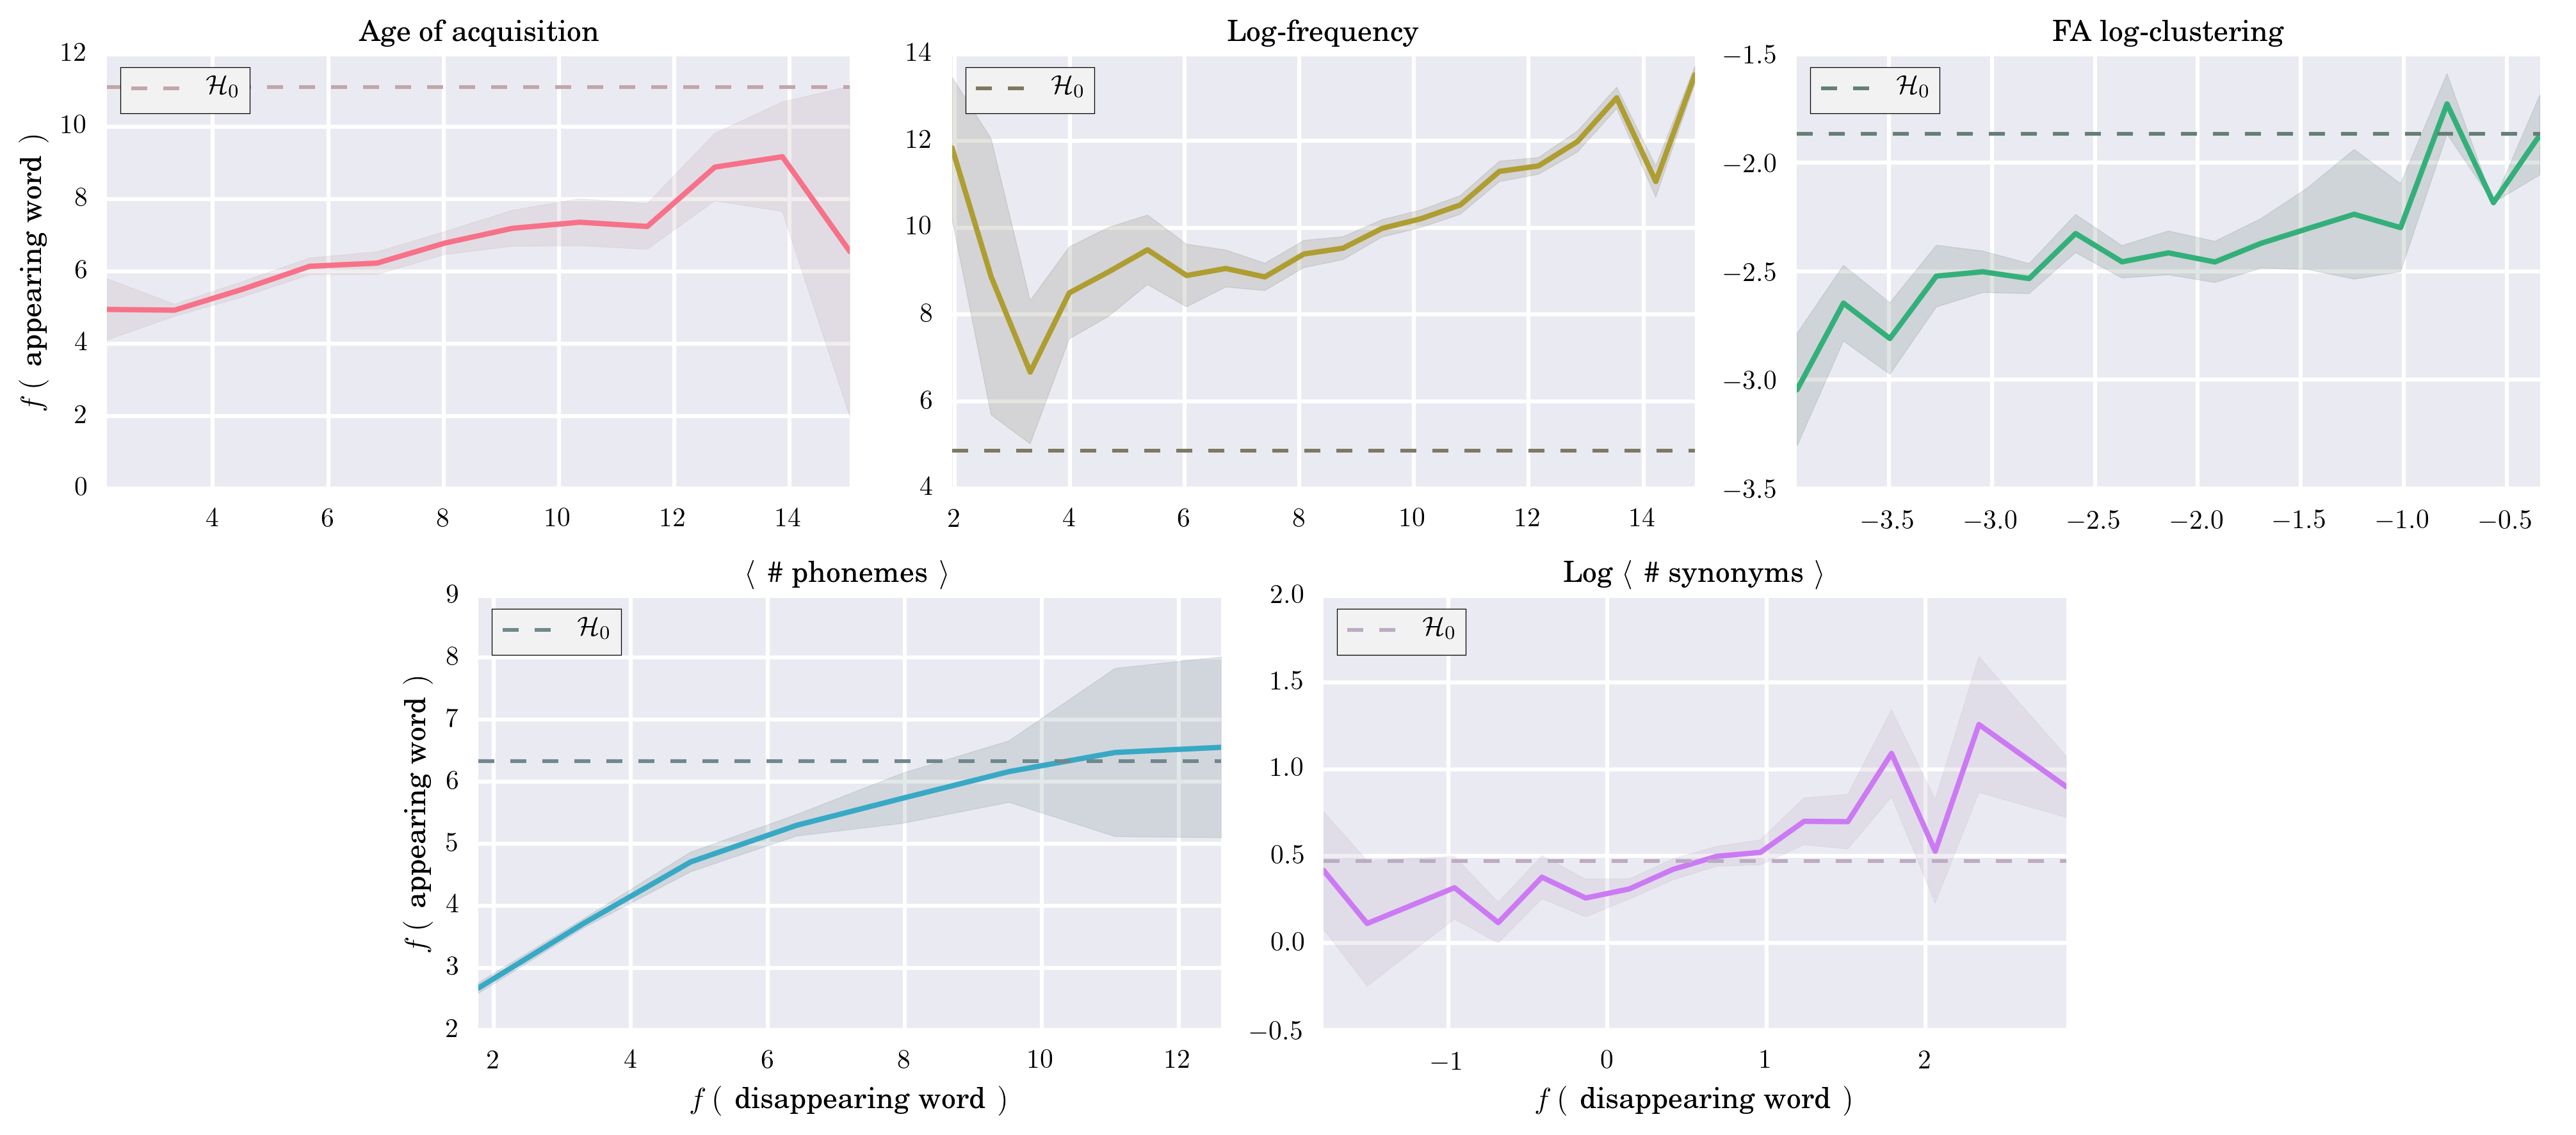 Age of acquisition
f ( appearing word )
12
10
8
6
4
2
0
H₀
4 6 8 10 12 14
Log-frequency
14
12
10
8
6
4
H₀
2 4 6 8 10 12 14
FA log-clustering
−1.5
−2.0
−2.5
−3.0
−3.5
H₀
−3.5 −3.0 −2.5 −2.0 −1.5 −1.0 −0.5
⟨ # phonemes ⟩
f ( appearing word )
9
8
7
6
5
4
3
2
H₀
2 4 6 8 10 12
f ( disappearing word )
Log ⟨ # synonyms ⟩
2.0
1.5
1.0
0.5
0.0
−0.5
H₀
−1 0 1 2
f ( disappearing word )